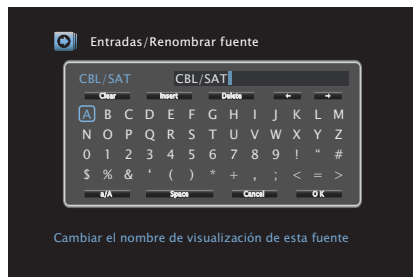 Entradas/Renombrar fuente
CBL/SAT CBL/SAT
Clear Insert Delete ← →
A B C D E F G H I J K L M
N O P Q R S T U V W X Y Z
0 1 2 3 4 5 6 7 8 9 ! “ #
$ % & ‘ ( ) * + , ; < = >
a/A Space Cancel OK
Cambiar el nombre de visualización de esta fuente